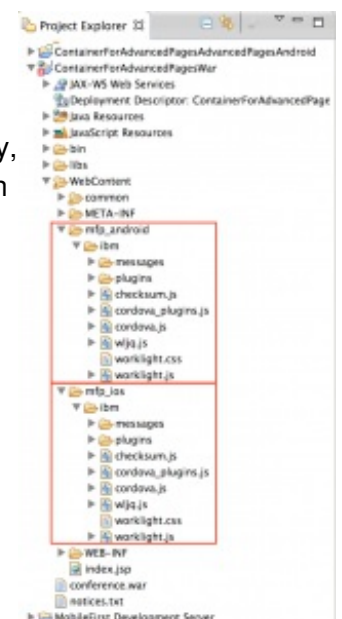 Project Explorer
ContainerForAdvancedPagesAdvancedPagesAndroid
ContainerForAdvancedPagesWar
JAX-WS Web Services
Deployment Descriptor: ContainerForAdvancedPage
Java Resources
JavaScript Resources
bin
libs
WebContent
common
META-INF
mfp_android
ibm
messages
plugins
checksum.js
cordova_plugins.js
cordova.js
wljq.js
worklight.css
worklight.js
mfp_ios
ibm
messages
plugins
checksum.js
cordova_plugins.js
cordova.js
wljq.js
worklight.css
worklight.js
WEB-INF
index.jsp
conference.war
notices.txt
MobileFirst Development Server